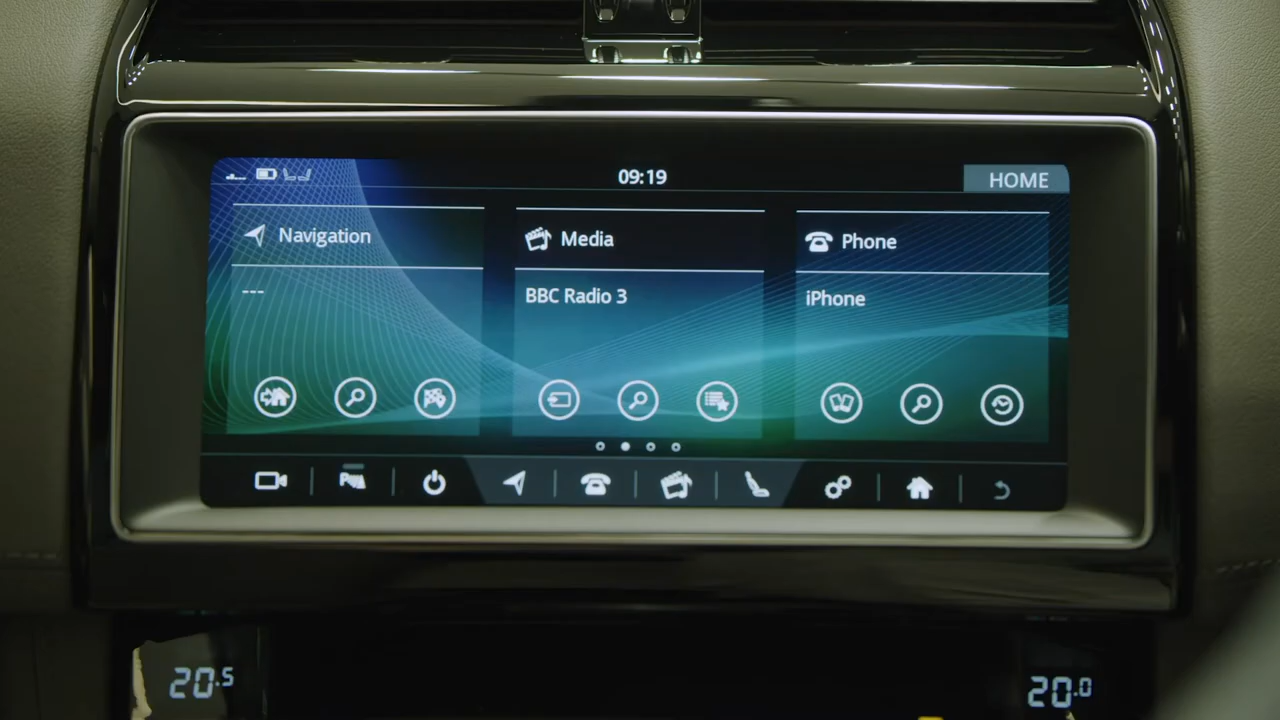 09:19
HOME
Navigation
Media
Phone
---
BBC Radio 3
iPhone
20.5
20.0